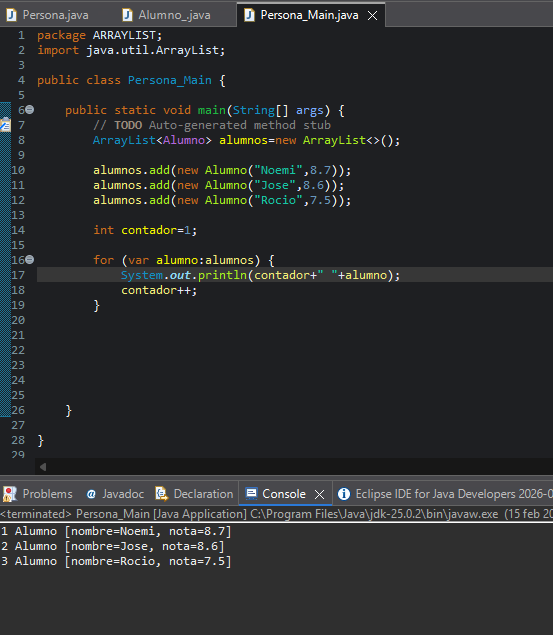 Persona.java
Alumno_.java
Persona_Main.java
1 package ARRAYLIST;
2 import java.util.ArrayList;
3
4 public class Persona_Main {
5
6 public static void main(String[] args) {
7 // TODO Auto-generated method stub
8 ArrayList<Alumno> alumnos=new ArrayList<>();
9
10 alumnos.add(new Alumno("Noemi",8.7));
11 alumnos.add(new Alumno("Jose",8.6));
12 alumnos.add(new Alumno("Rocio",7.5));
13
14 int contador=1;
15
16 for (var alumno:alumnos) {
17 System.out.println(contador+" "+alumno);
18 contador++;
19 }
20
21
22
23
24
25
26 }
27
28 }
29
Problems @ Javadoc Declaration Console Eclipse IDE for Java Developers 2026-0
<terminated> Persona_Main [Java Application] C:\Program Files\Java\jdk-25.0.2\bin\javaw.exe (15 feb 20
1 Alumno [nombre=Noemi, nota=8.7]
2 Alumno [nombre=Jose, nota=8.6]
3 Alumno [nombre=Rocio, nota=7.5]